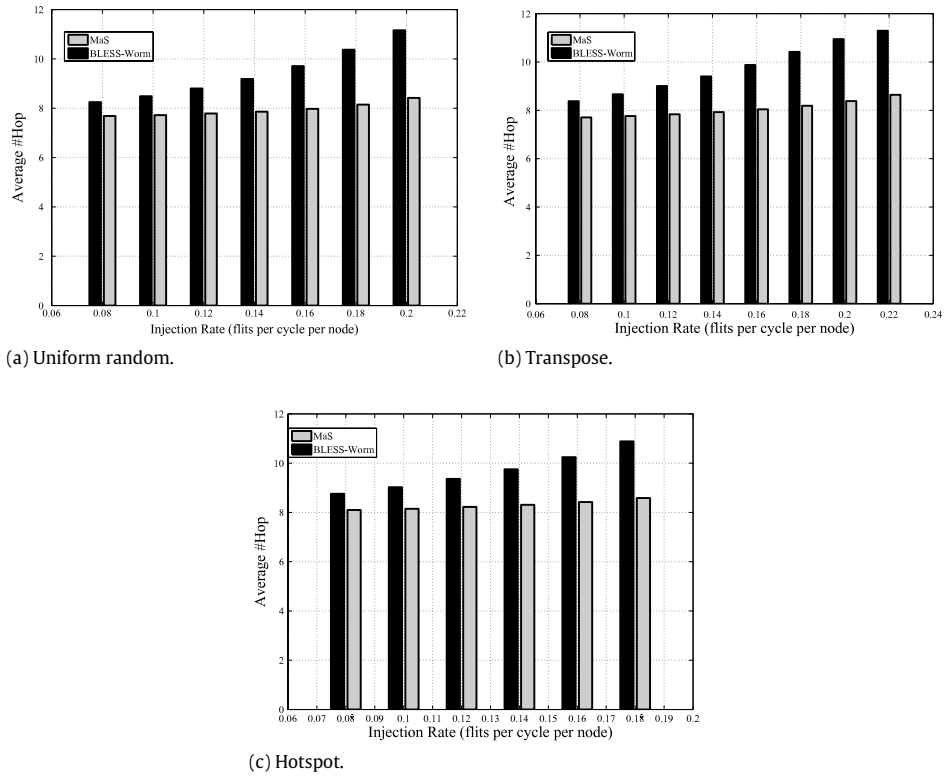 12
10
8
6
4
2
0
Average #Hop
MaS
BLESS-Worm
0.06 0.08 0.1 0.12 0.14 0.16 0.18 0.2 0.22
Injection Rate (flits per cycle per node)
(a) Uniform random.
12
10
8
6
4
2
0
Average #Hop
MaS
BLESS-Worm
0.06 0.08 0.1 0.12 0.14 0.16 0.18 0.2 0.22 0.24
Injection Rate (flits per cycle per node)
(b) Transpose.
12
10
8
6
4
2
0
Average #Hop
MaS
BLESS-Worm
0.06 0.07 0.08 0.09 0.1 0.11 0.12 0.13 0.14 0.15 0.16 0.17 0.18 0.19 0.2
Injection Rate (flits per cycle per node)
(c) Hotspot.